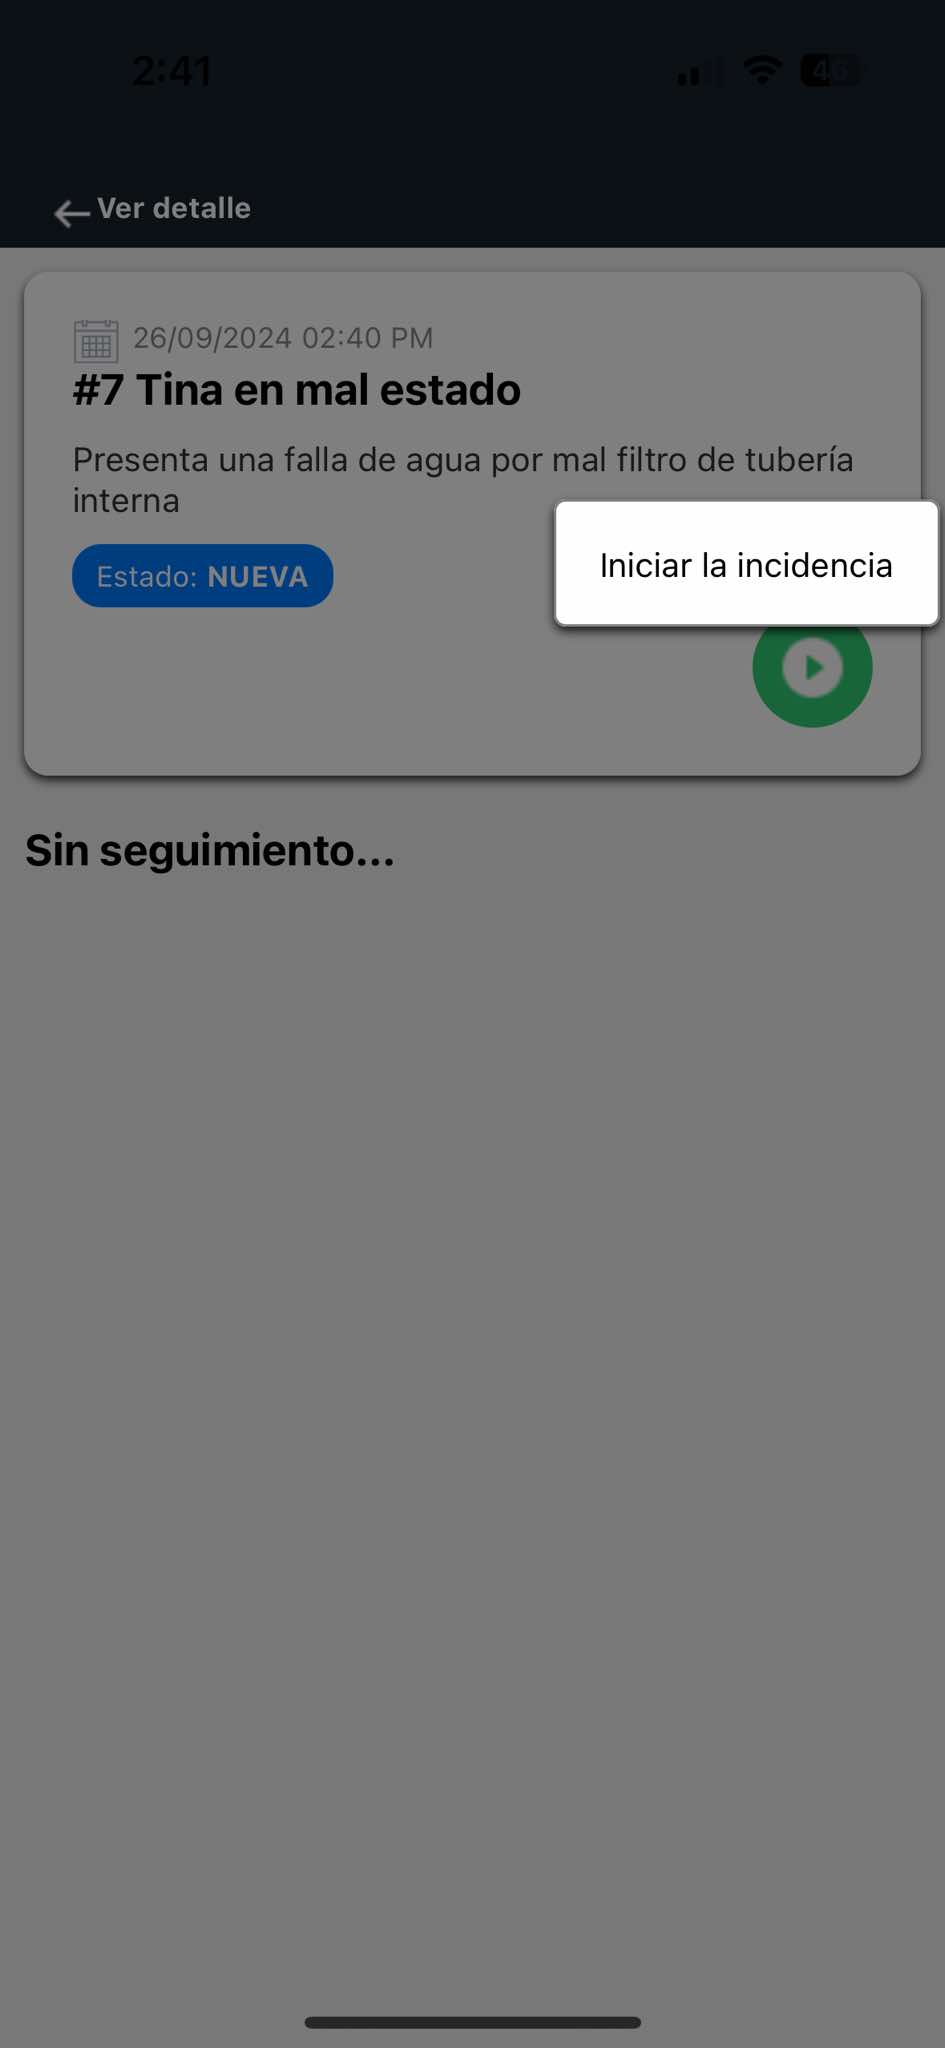 2:41
46
Ver detalle
26/09/2024 02:40 PM
#7 Tina en mal estado
Presenta una falla de agua por mal filtro de tubería
interna
Iniciar la incidencia
Estado: NUEVA
Sin seguimiento...